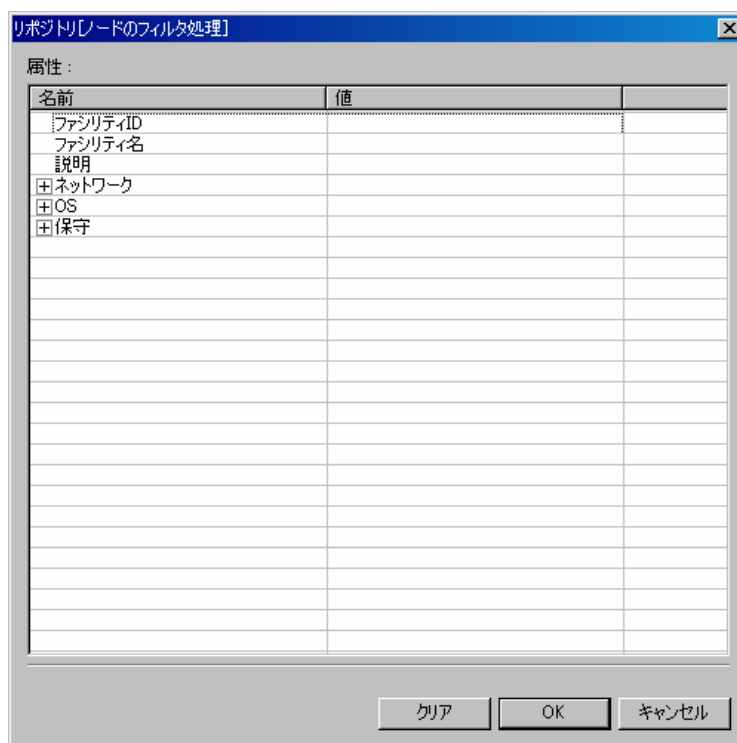 リポジトリ[ノードのフィルタ処理]
属性：
名前 値
ファシリティID
ファシリティ名
説明
ネットワーク
OS
保守
クリア OK キャンセル